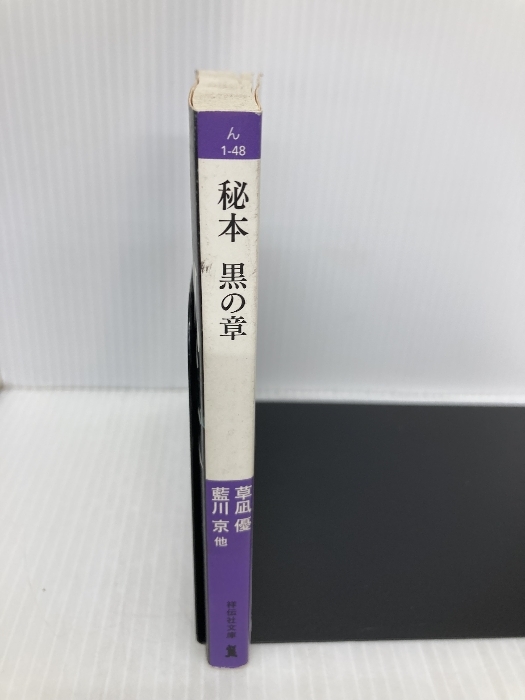 ん
1-48
秘本 黒の章
草凪 優
藍川 京 他
祥伝社文庫